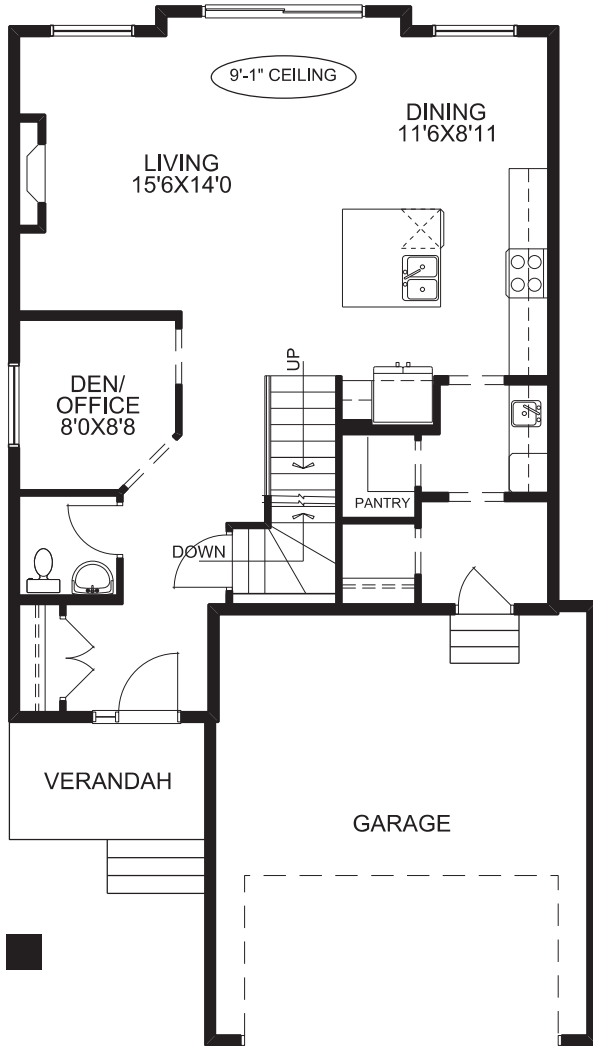 9'-1" CEILING
DINING
11'6X8'11
LIVING
15'6X14'0
UP
DEN/
OFFICE
8'0X8'8
PANTRY
DOWN
VERANDAH
GARAGE